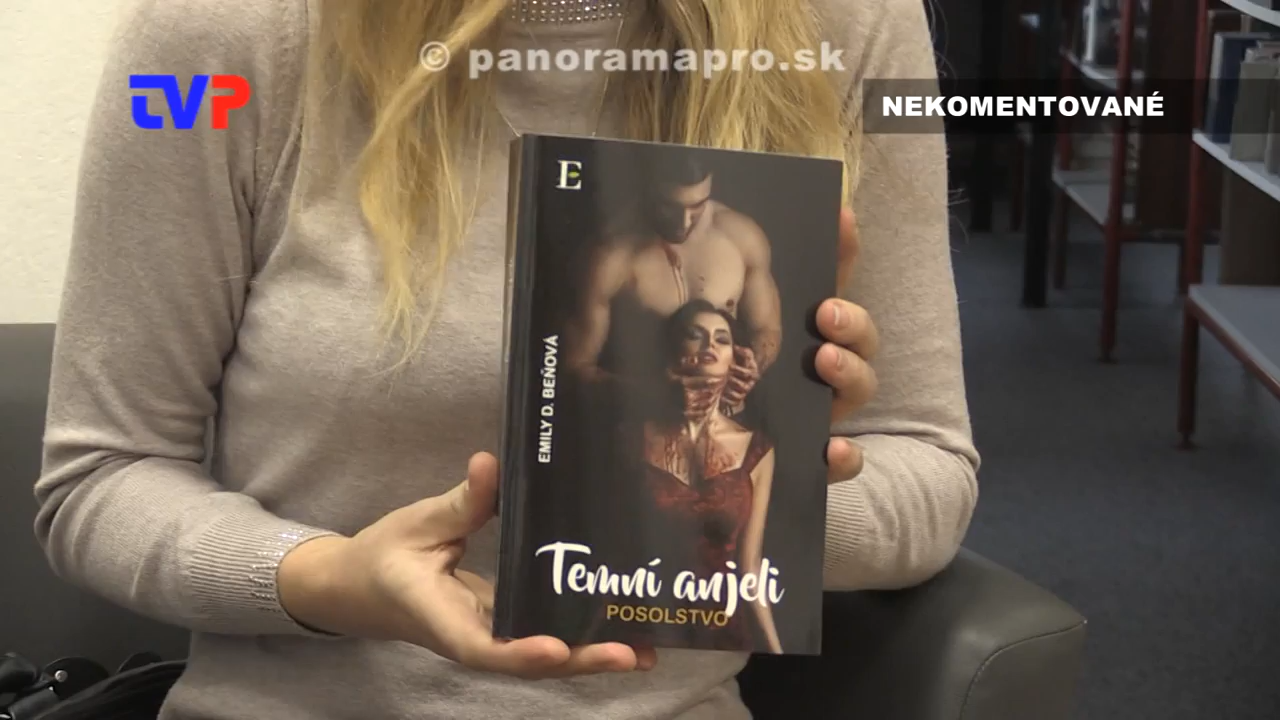 © panoramapro.sk
TVP
NEKOMENTOVANÉ
E
EMILY D. BEŇOVÁ
Temní anjeli
POSOLSTVO